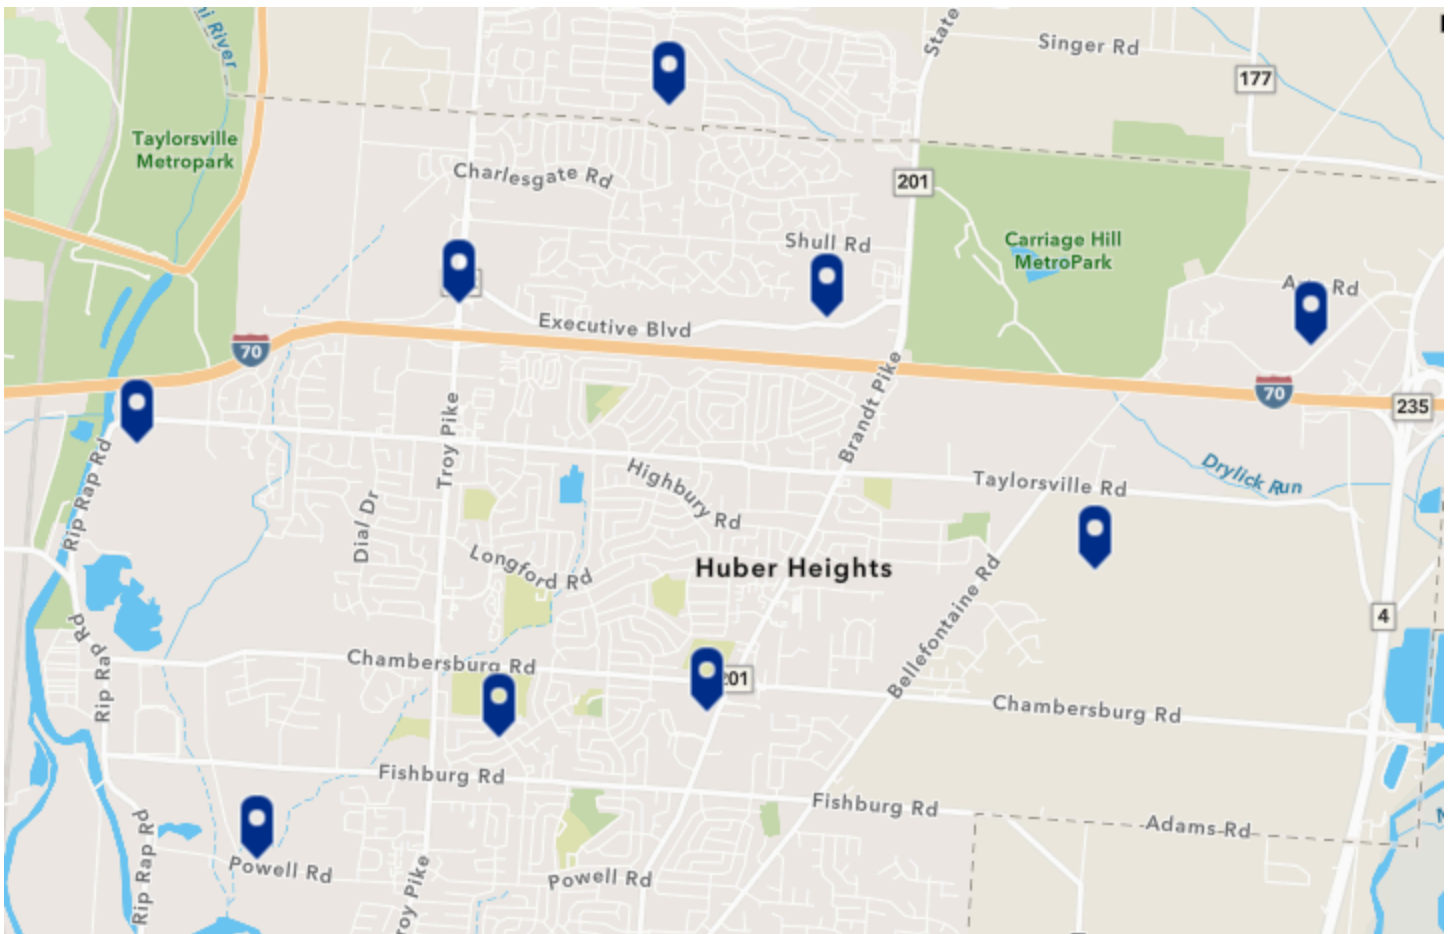 State
Singer Rd
177
Taylorsville
Metropark
Charlesgate Rd
201
Shull Rd
Carriage Hill
MetroPark
Executive Blvd
70
70
235
Brandt Pike
Troy Pike
Rip Rap Rd
Highbury Rd
Taylorsville Rd
Drylick Run
Dial Dr
Longford Rd
Huber Heights
Bellefontaine Rd
4
Rip Rap Rd
Chambersburg Rd
201
Chambersburg Rd
Fishburg Rd
Fishburg Rd
Adams Rd
Rip Rap Rd
Powell Rd
Powell Rd